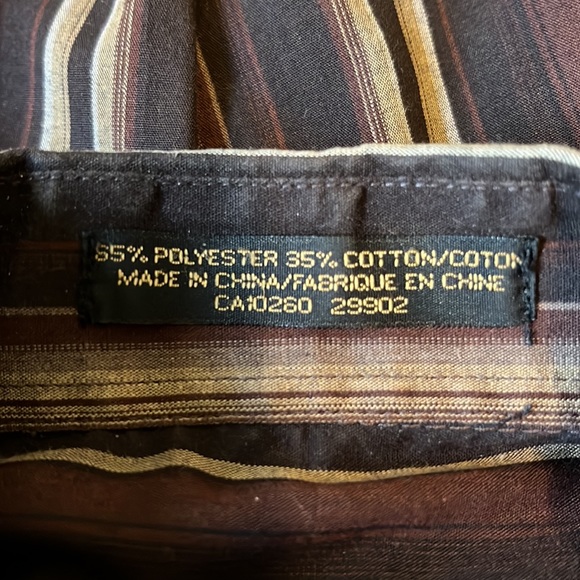 65% POLYESTER 35% COTTON/COTON
MADE IN CHINA/FABRIQUE EN CHINE
CA10260 29902